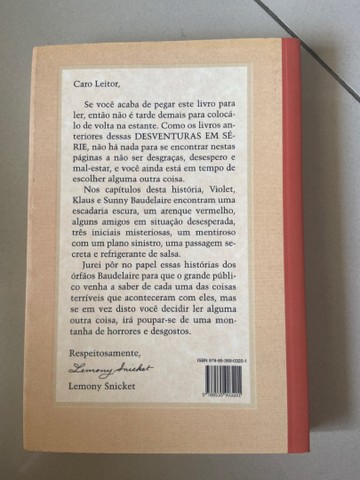 Caro Leitor,
Se você acaba de pegar este livro para
ler, então não é tarde demais para colocá-
lo de volta na estante. Como os livros an-
teriores dessas DESVENTURAS EM SÉ-
RIE, não há nada para se encontrar nestas
páginas a não ser desgraças, desespero e
mal-estar, e você ainda está em tempo de
escolher alguma outra coisa.
Nos capítulos desta história, Violet,
Klaus e Sunny Baudelaire encontram uma
escadaria escura, um arenque vermelho,
alguns amigos em situação desesperada,
três iniciais misteriosas, um mentiroso
com um plano sinistro, uma passagem se-
creta e refrigerante de salsa.
Jurei pôr no papel essas histórias dos
órfãos Baudelaire para que o grande públi-
co venha a saber de cada uma das coisas
terríveis que aconteceram com eles, mas se
em vez disto você decidir ler alguma
outra coisa, irá poupar-se de uma mon-
tanha de horrores e desgostos.
Respeitosamente,
Lemony Snicket
Lemony Snicket